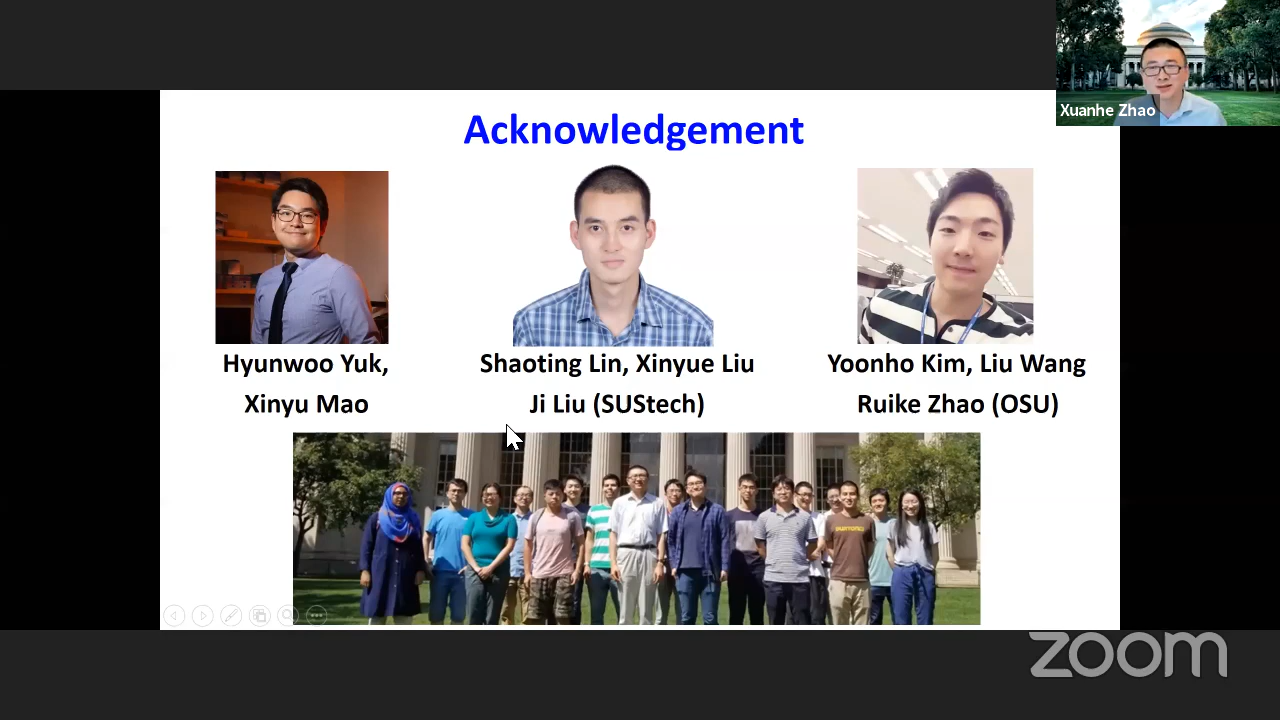 Xuanhe Zhao
Acknowledgement
Hyunwoo Yuk,
Xinyu Mao
Shaoting Lin, Xinyue Liu
Ji Liu (SUStech)
Yoonho Kim, Liu Wang
Ruike Zhao (OSU)
zoom